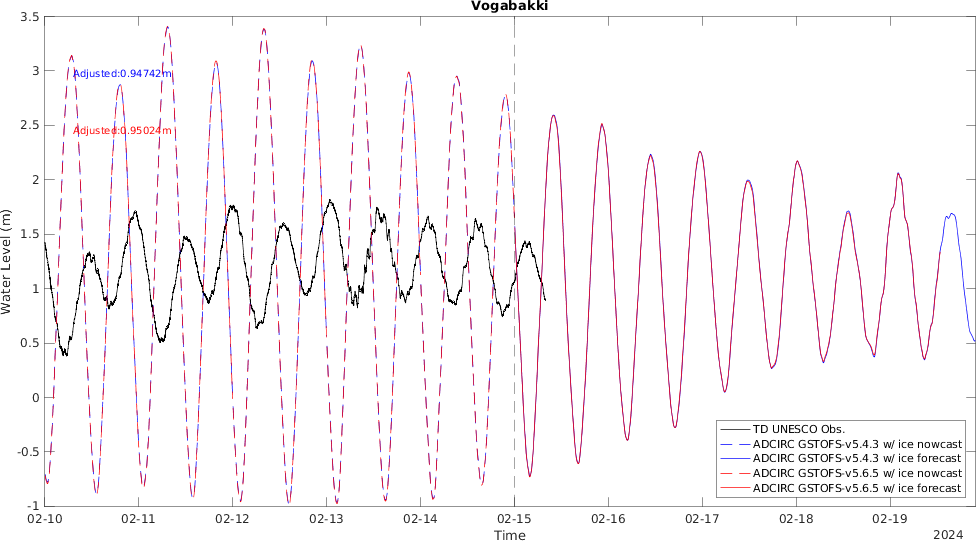 Vogabakki
3.5
3
2.5
2
1.5
1
0.5
0
-0.5
-1
Water Level (m)
Adjusted:0.94742m
Adjusted:0.95024m
TD UNESCO Obs.
ADCIRC GSTOFS-v5.4.3 w/ ice nowcast
ADCIRC GSTOFS-v5.4.3 w/ ice forecast
ADCIRC GSTOFS-v5.6.5 w/ ice nowcast
ADCIRC GSTOFS-v5.6.5 w/ ice forecast
02-10 02-11 02-12 02-13 02-14 02-15 02-16 02-17 02-18 02-19
Time
2024